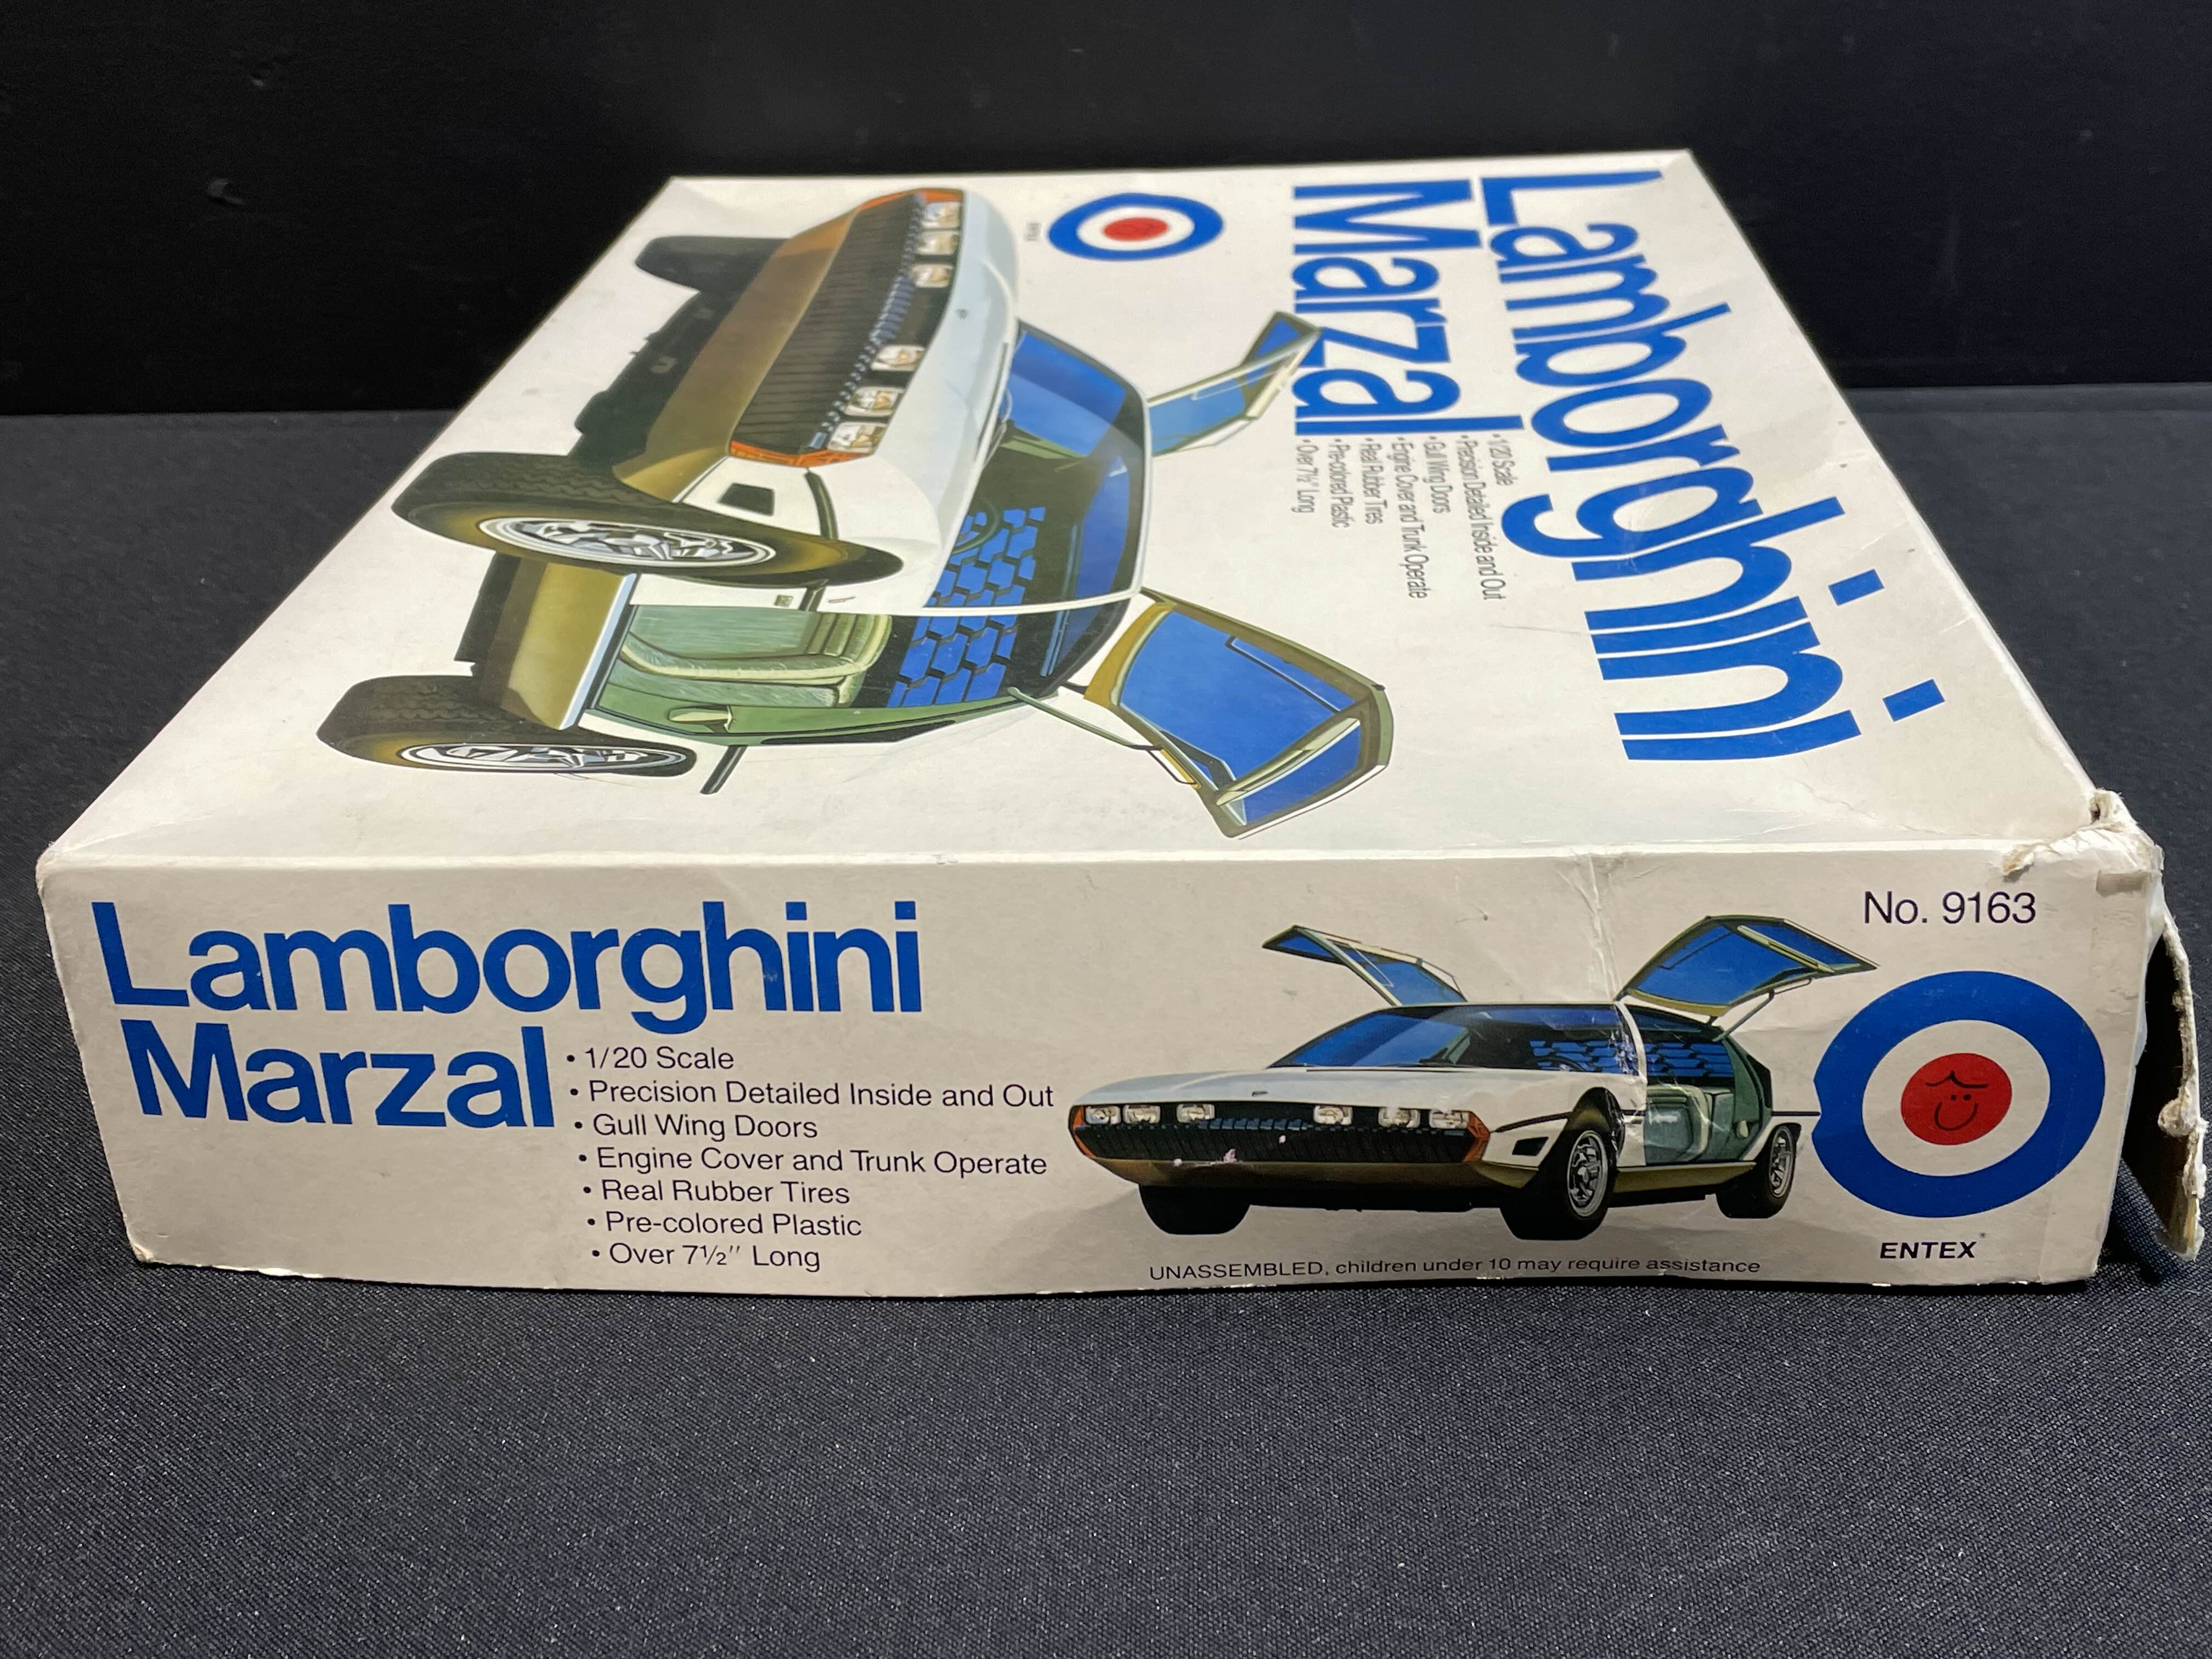 Lamborghini
Marzal
• 1/20 Scale
• Precision Detailed Inside and Out
• Gull Wing Doors
• Engine Cover and Trunk Operate
• Real Rubber Tires
• Pre-colored Plastic
• Over 7½" Long
Lamborghini
Marzal
• 1/20 Scale
• Precision Detailed Inside and Out
• Gull Wing Doors
• Engine Cover and Trunk Operate
• Real Rubber Tires
• Pre-colored Plastic
• Over 7½'' Long
No. 9163
ENTEX
UNASSEMBLED, children under 10 may require assistance